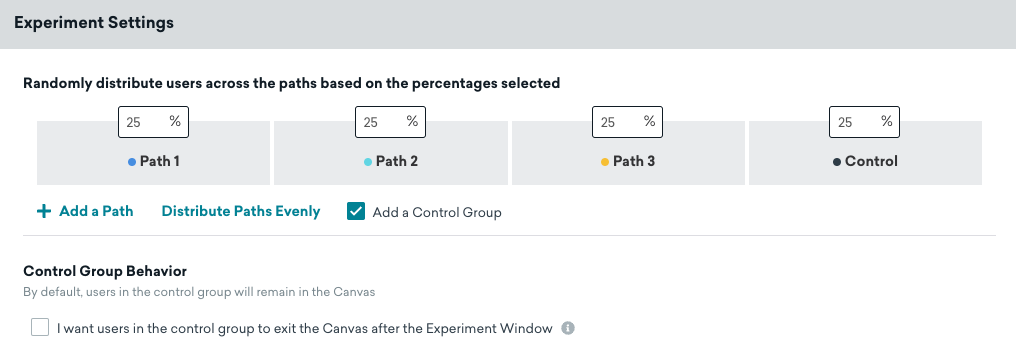 Experiment Settings
Randomly distribute users across the paths based on the percentages selected
25 % 25 % 25 % 25 %
Path 1 Path 2 Path 3 Control
Add a Path Distribute Paths Evenly Add a Control Group
Control Group Behavior
By default, users in the control group will remain in the Canvas
I want users in the control group to exit the Canvas after the Experiment Window i